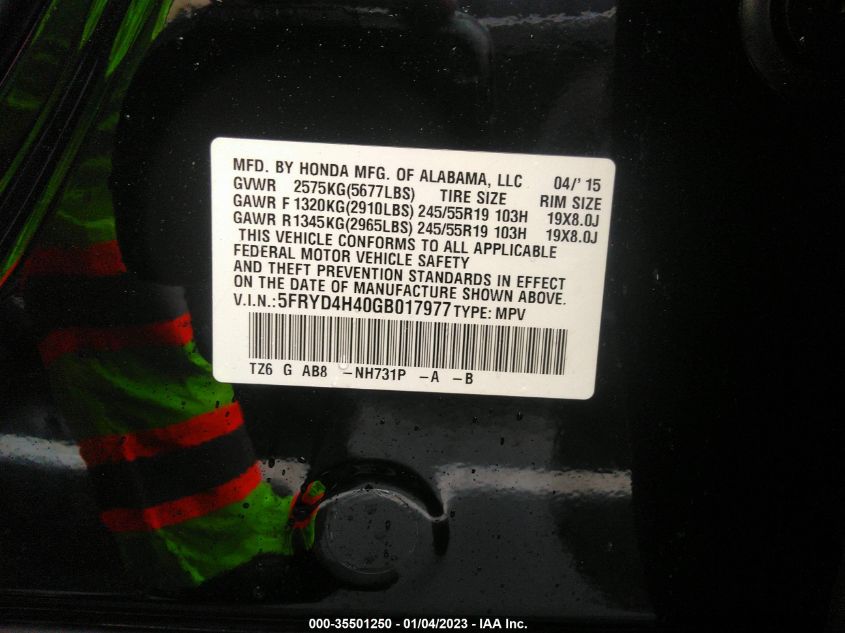 MFD. BY HONDA MFG. OF ALABAMA, LLC 04/' 15
GVWR 2575KG(5677LBS) TIRE SIZE RIM SIZE
GAWR F 1320KG(2910LBS) 245/55R19 103H 19X8.0J
GAWR R 1345KG(2965LBS) 245/55R19 103H 19X8.0J
THIS VEHICLE CONFORMS TO ALL APPLICABLE
FEDERAL MOTOR VEHICLE SAFETY
AND THEFT PREVENTION STANDARDS IN EFFECT
ON THE DATE OF MANUFACTURE SHOWN ABOVE.
V.I.N.: 5FRYD4H40GB017977 TYPE: MPV
TZ6 G AB8 -NH731P -A -B
000-35501250 - 01/04/2023 - IAA Inc.